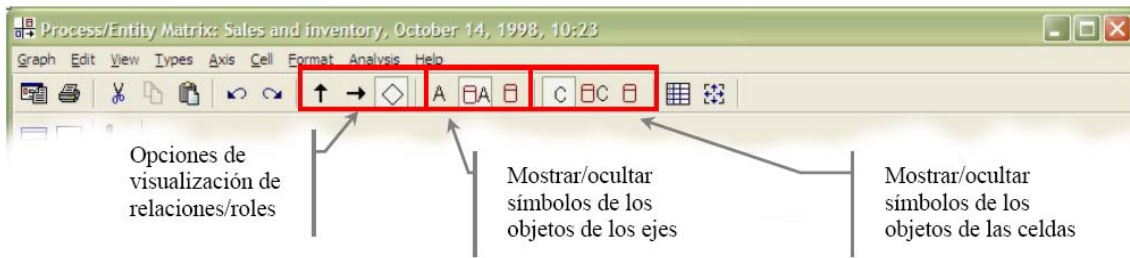 Process/Entity Matrix: Sales and inventory, October 14, 1998, 10:23
Graph Edit View Types Axis Cell Format Analysis Help
A A C C
Opciones de
visualización de
relaciones/roles
Mostrar/ocultar
símbolos de los
objetos de los ejes
Mostrar/ocultar
símbolos de los
objetos de las celdas